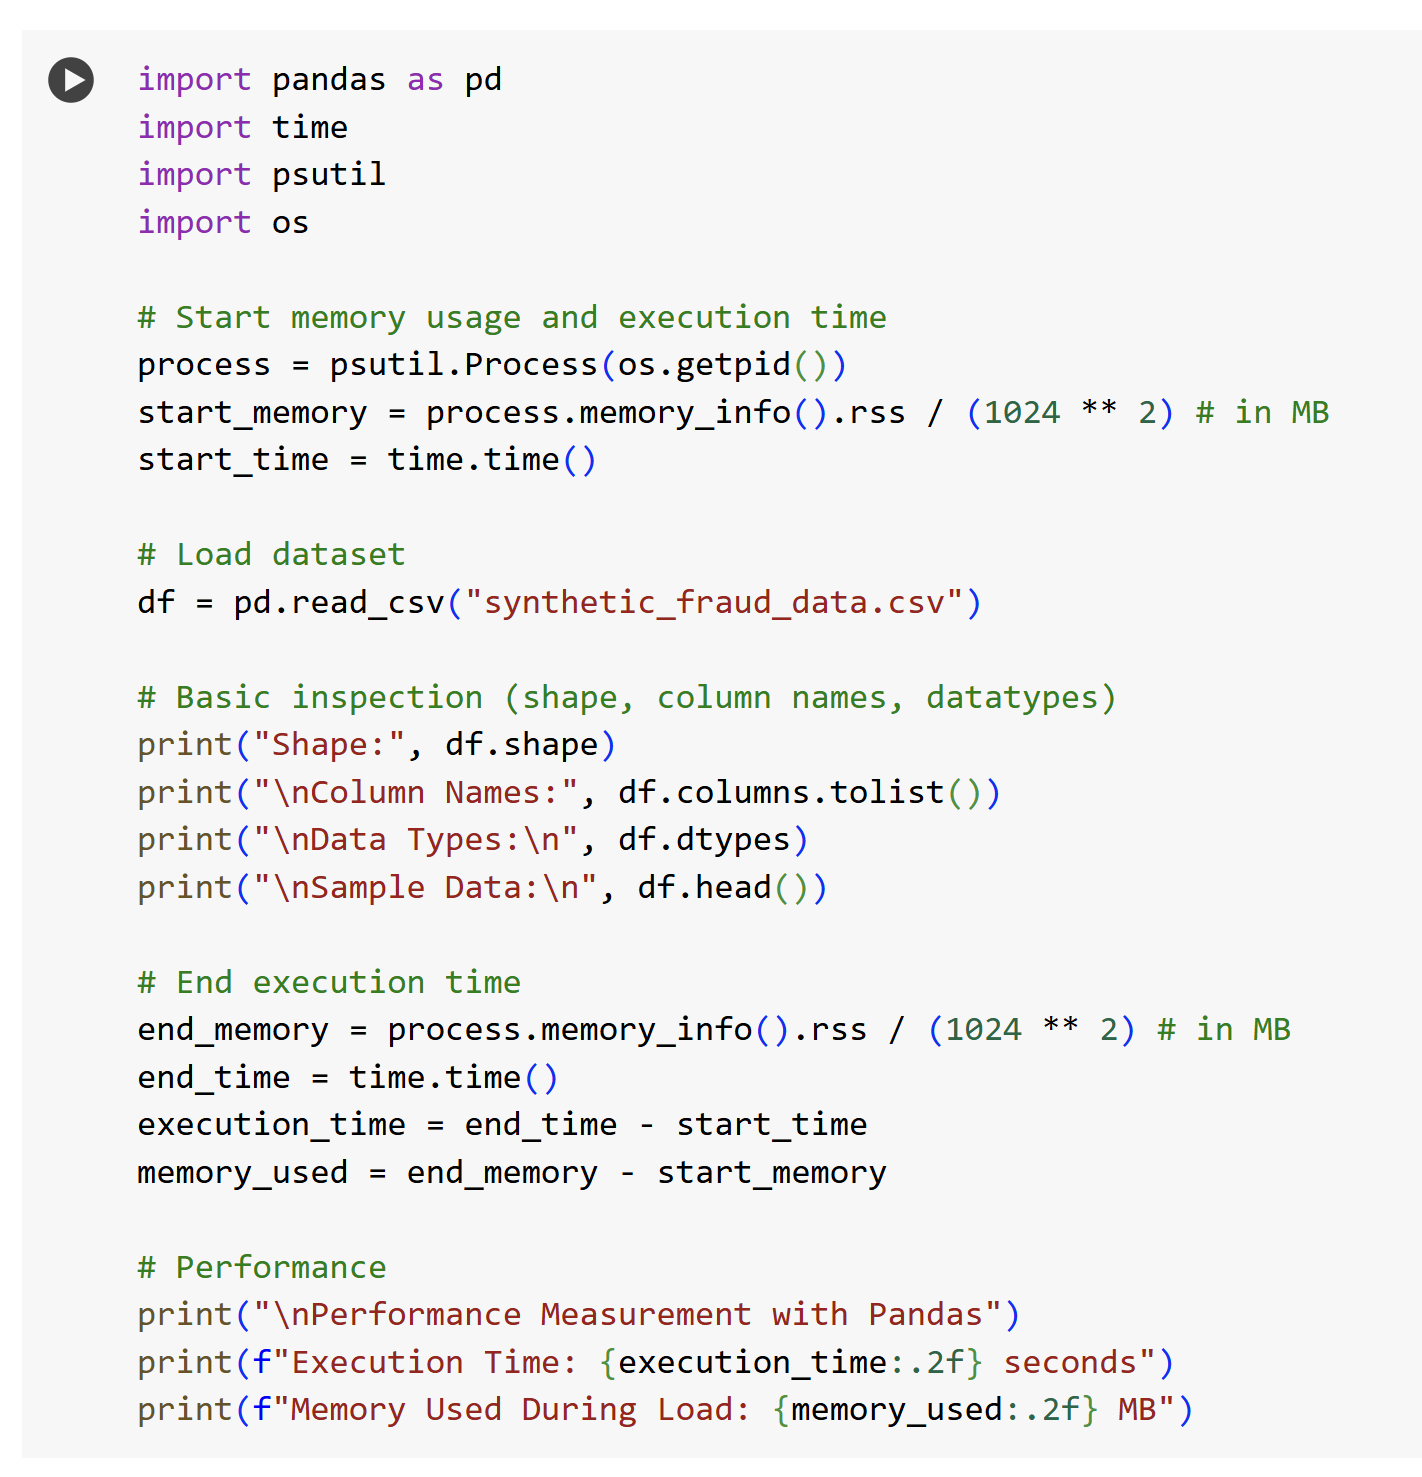 import pandas as pd
import time
import psutil
import os
# Start memory usage and execution time
process = psutil.Process(os.getpid())
start_memory = process.memory_info().rss / (1024 ** 2) # in MB
start_time = time.time()
# Load dataset
df = pd.read_csv("synthetic_fraud_data.csv")
# Basic inspection (shape, column names, datatypes)
print("Shape:", df.shape)
print("\nColumn Names:", df.columns.tolist())
print("\nData Types:\n", df.dtypes)
print("\nSample Data:\n", df.head())
# End execution time
end_memory = process.memory_info().rss / (1024 ** 2) # in MB
end_time = time.time()
execution_time = end_time - start_time
memory_used = end_memory - start_memory
# Performance
print("\nPerformance Measurement with Pandas")
print(f"Execution Time: {execution_time:.2f} seconds")
print(f"Memory Used During Load: {memory_used:.2f} MB")